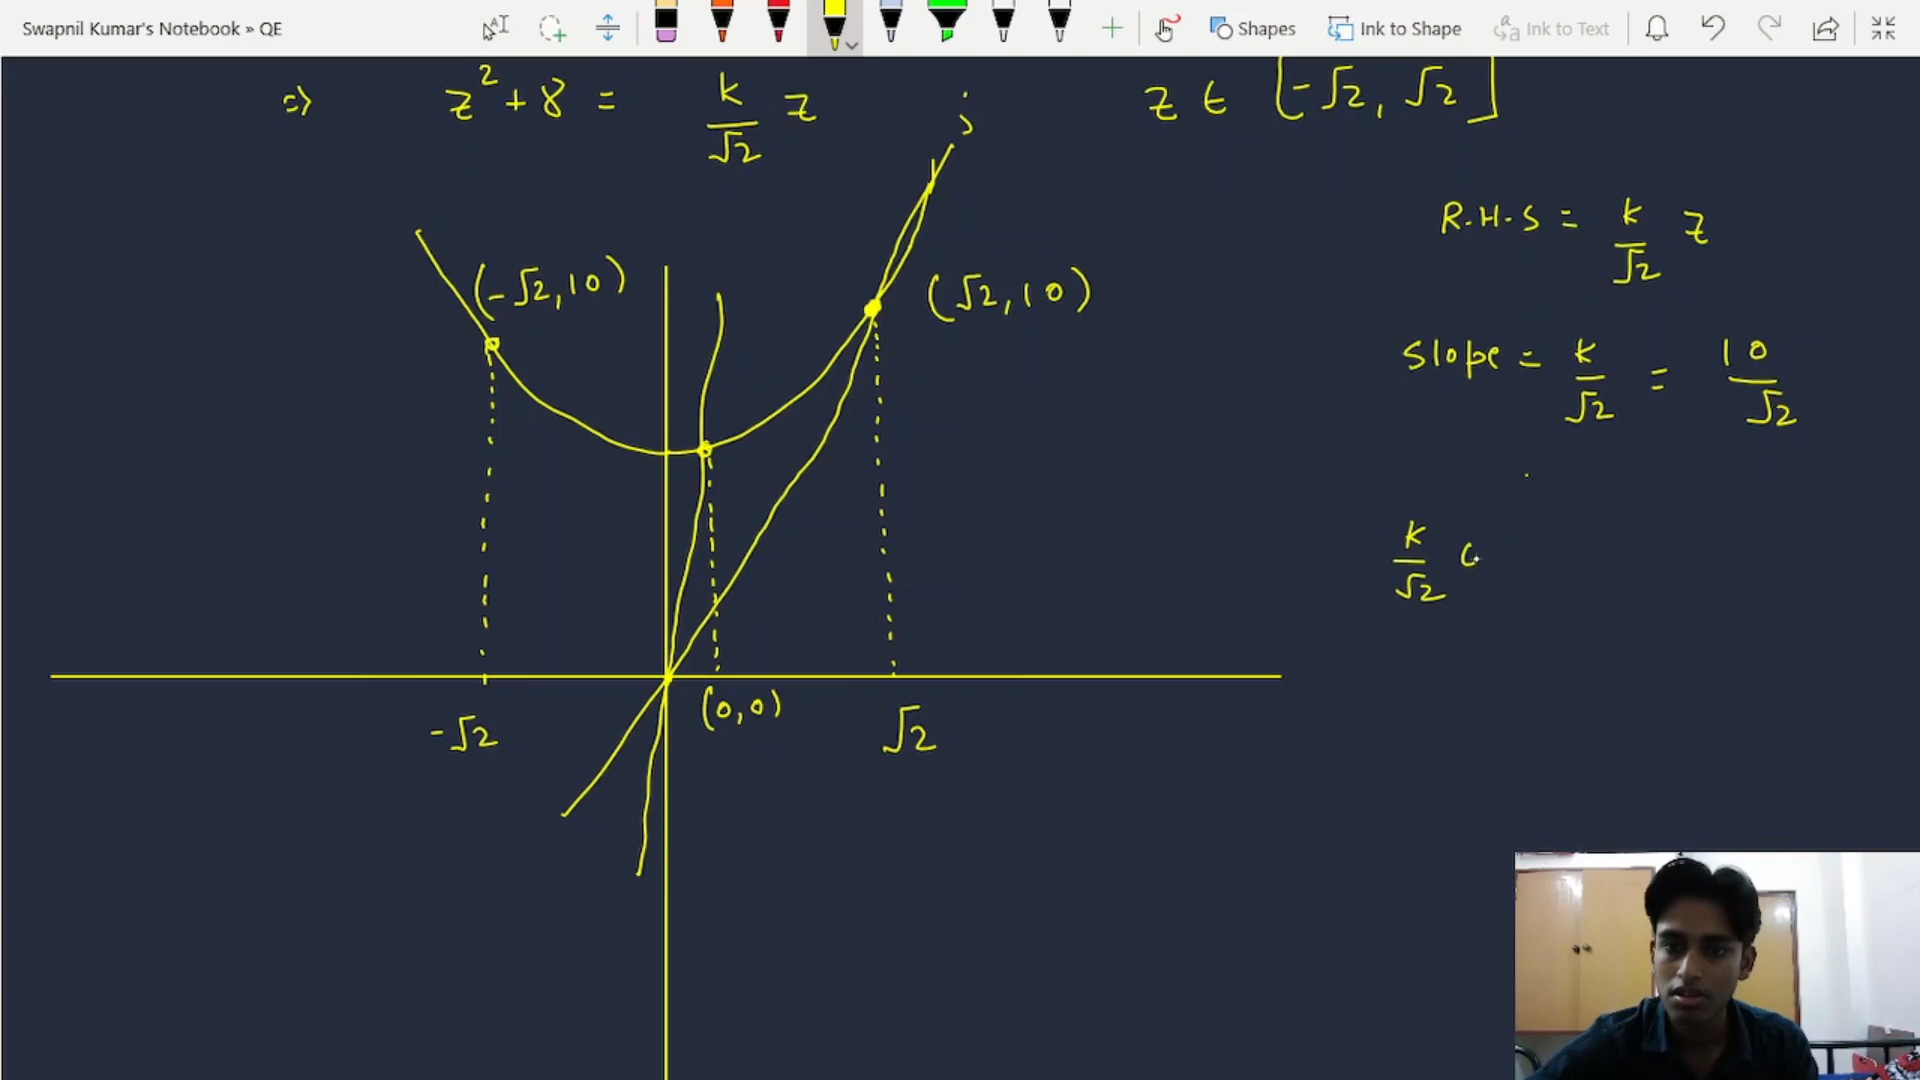 Swapnil Kumar's Notebook » QE
Shapes
Ink to Shape
Ink to Text
=> z² + 8 = k/√2 z ; z ∈ [-√2, √2]
R.H.S = k/√2 z
(-√2, 10)
(√2, 10)
Slope = k/√2 = 10/√2
k/√2
(0,0)
-√2
√2